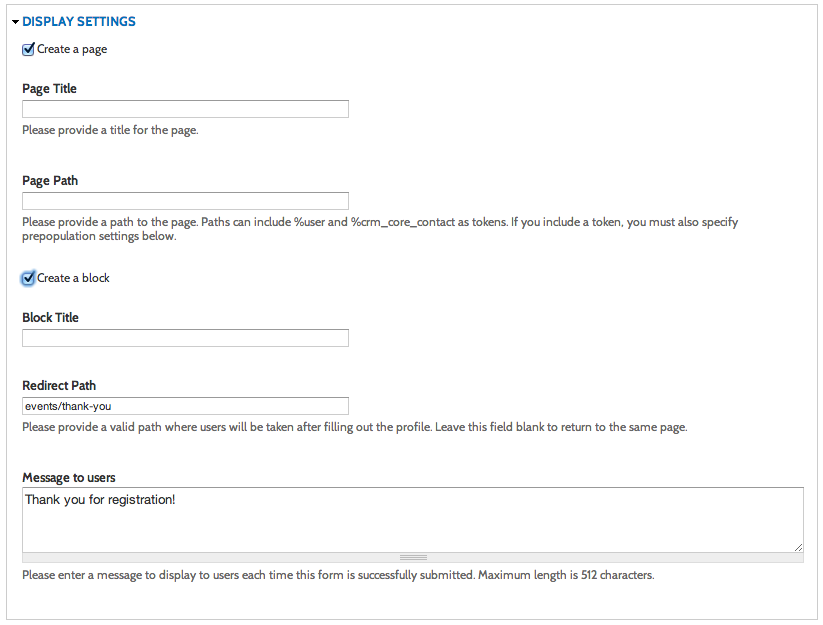 DISPLAY SETTINGS
Create a page
Page Title
Please provide a title for the page.
Page Path
Please provide a path to the page. Paths can include %user and %crm_core_contact as tokens. If you include a token, you must also specify
prepopulation settings below.
Create a block
Block Title
Redirect Path
events/thank-you
Please provide a valid path where users will be taken after filling out the profile. Leave this field blank to return to the same page.
Message to users
Thank you for registration!
Please enter a message to display to users each time this form is successfully submitted. Maximum length is 512 characters.